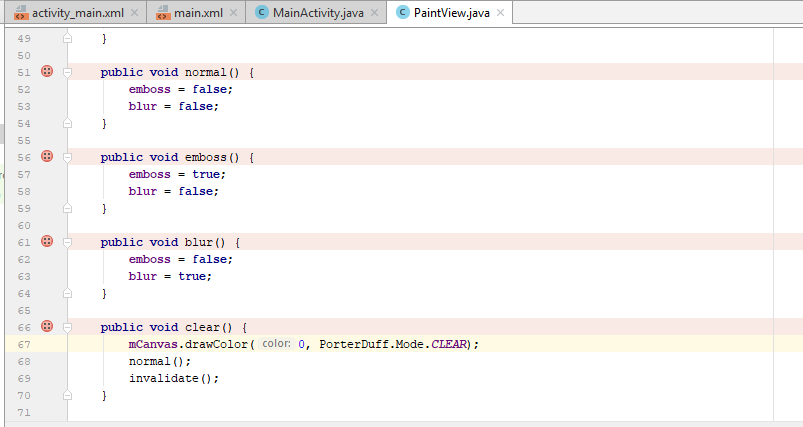 activity_main.xml main.xml MainActivity.java PaintView.java
49 }
50
51 public void normal() {
52 emboss = false;
53 blur = false;
54 }
55
56 public void emboss() {
57 emboss = true;
58 blur = false;
59 }
60
61 public void blur() {
62 emboss = false;
63 blur = true;
64 }
65
66 public void clear() {
67 mCanvas.drawColor( color: 0, PorterDuff.Mode.CLEAR);
68 normal();
69 invalidate();
70 }
71